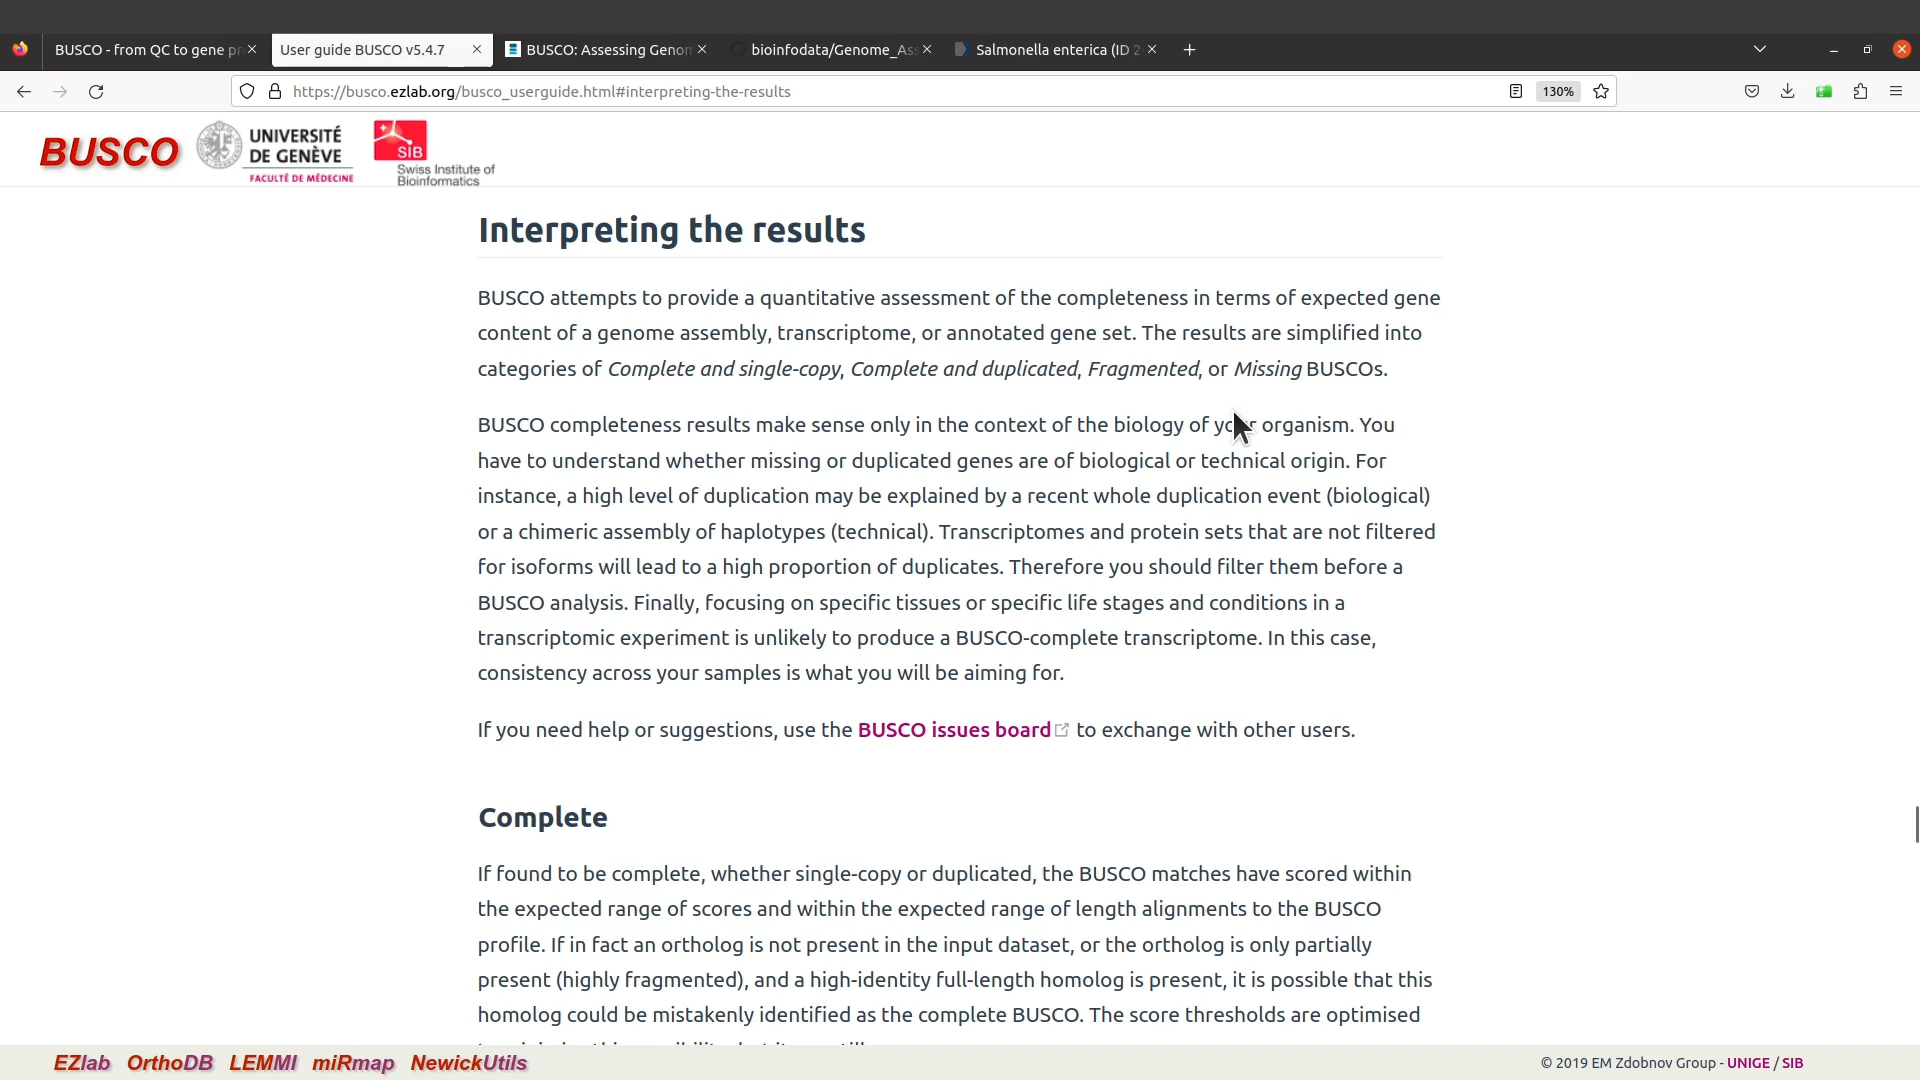 BUSCO - from QC to gene pr
User guide BUSCO v5.4.7
BUSCO: Assessing Genom
bioinfodata/Genome_Ass
Salmonella enterica (ID 2
https://busco.ezlab.org/busco_userguide.html#interpreting-the-results
130%
BUSCO
UNIVERSITÉ
DE GENÈVE
FACULTÉ DE MÉDECINE
SIB
Swiss Institute of
Bioinformatics
Interpreting the results
BUSCO attempts to provide a quantitative assessment of the completeness in terms of expected gene
content of a genome assembly, transcriptome, or annotated gene set. The results are simplified into
categories of Complete and single-copy, Complete and duplicated, Fragmented, or Missing BUSCOs.
BUSCO completeness results make sense only in the context of the biology of your organism. You
have to understand whether missing or duplicated genes are of biological or technical origin. For
instance, a high level of duplication may be explained by a recent whole duplication event (biological)
or a chimeric assembly of haplotypes (technical). Transcriptomes and protein sets that are not filtered
for isoforms will lead to a high proportion of duplicates. Therefore you should filter them before a
BUSCO analysis. Finally, focusing on specific tissues or specific life stages and conditions in a
transcriptomic experiment is unlikely to produce a BUSCO-complete transcriptome. In this case,
consistency across your samples is what you will be aiming for.
If you need help or suggestions, use the BUSCO issues board to exchange with other users.
Complete
If found to be complete, whether single-copy or duplicated, the BUSCO matches have scored within
the expected range of scores and within the expected range of length alignments to the BUSCO
profile. If in fact an ortholog is not present in the input dataset, or the ortholog is only partially
present (highly fragmented), and a high-identity full-length homolog is present, it is possible that this
homolog could be mistakenly identified as the complete BUSCO. The score thresholds are optimised
EZlab OrthoDB LEMMI miRmap NewickUtils
© 2019 EM Zdobnov Group - UNIGE / SIB